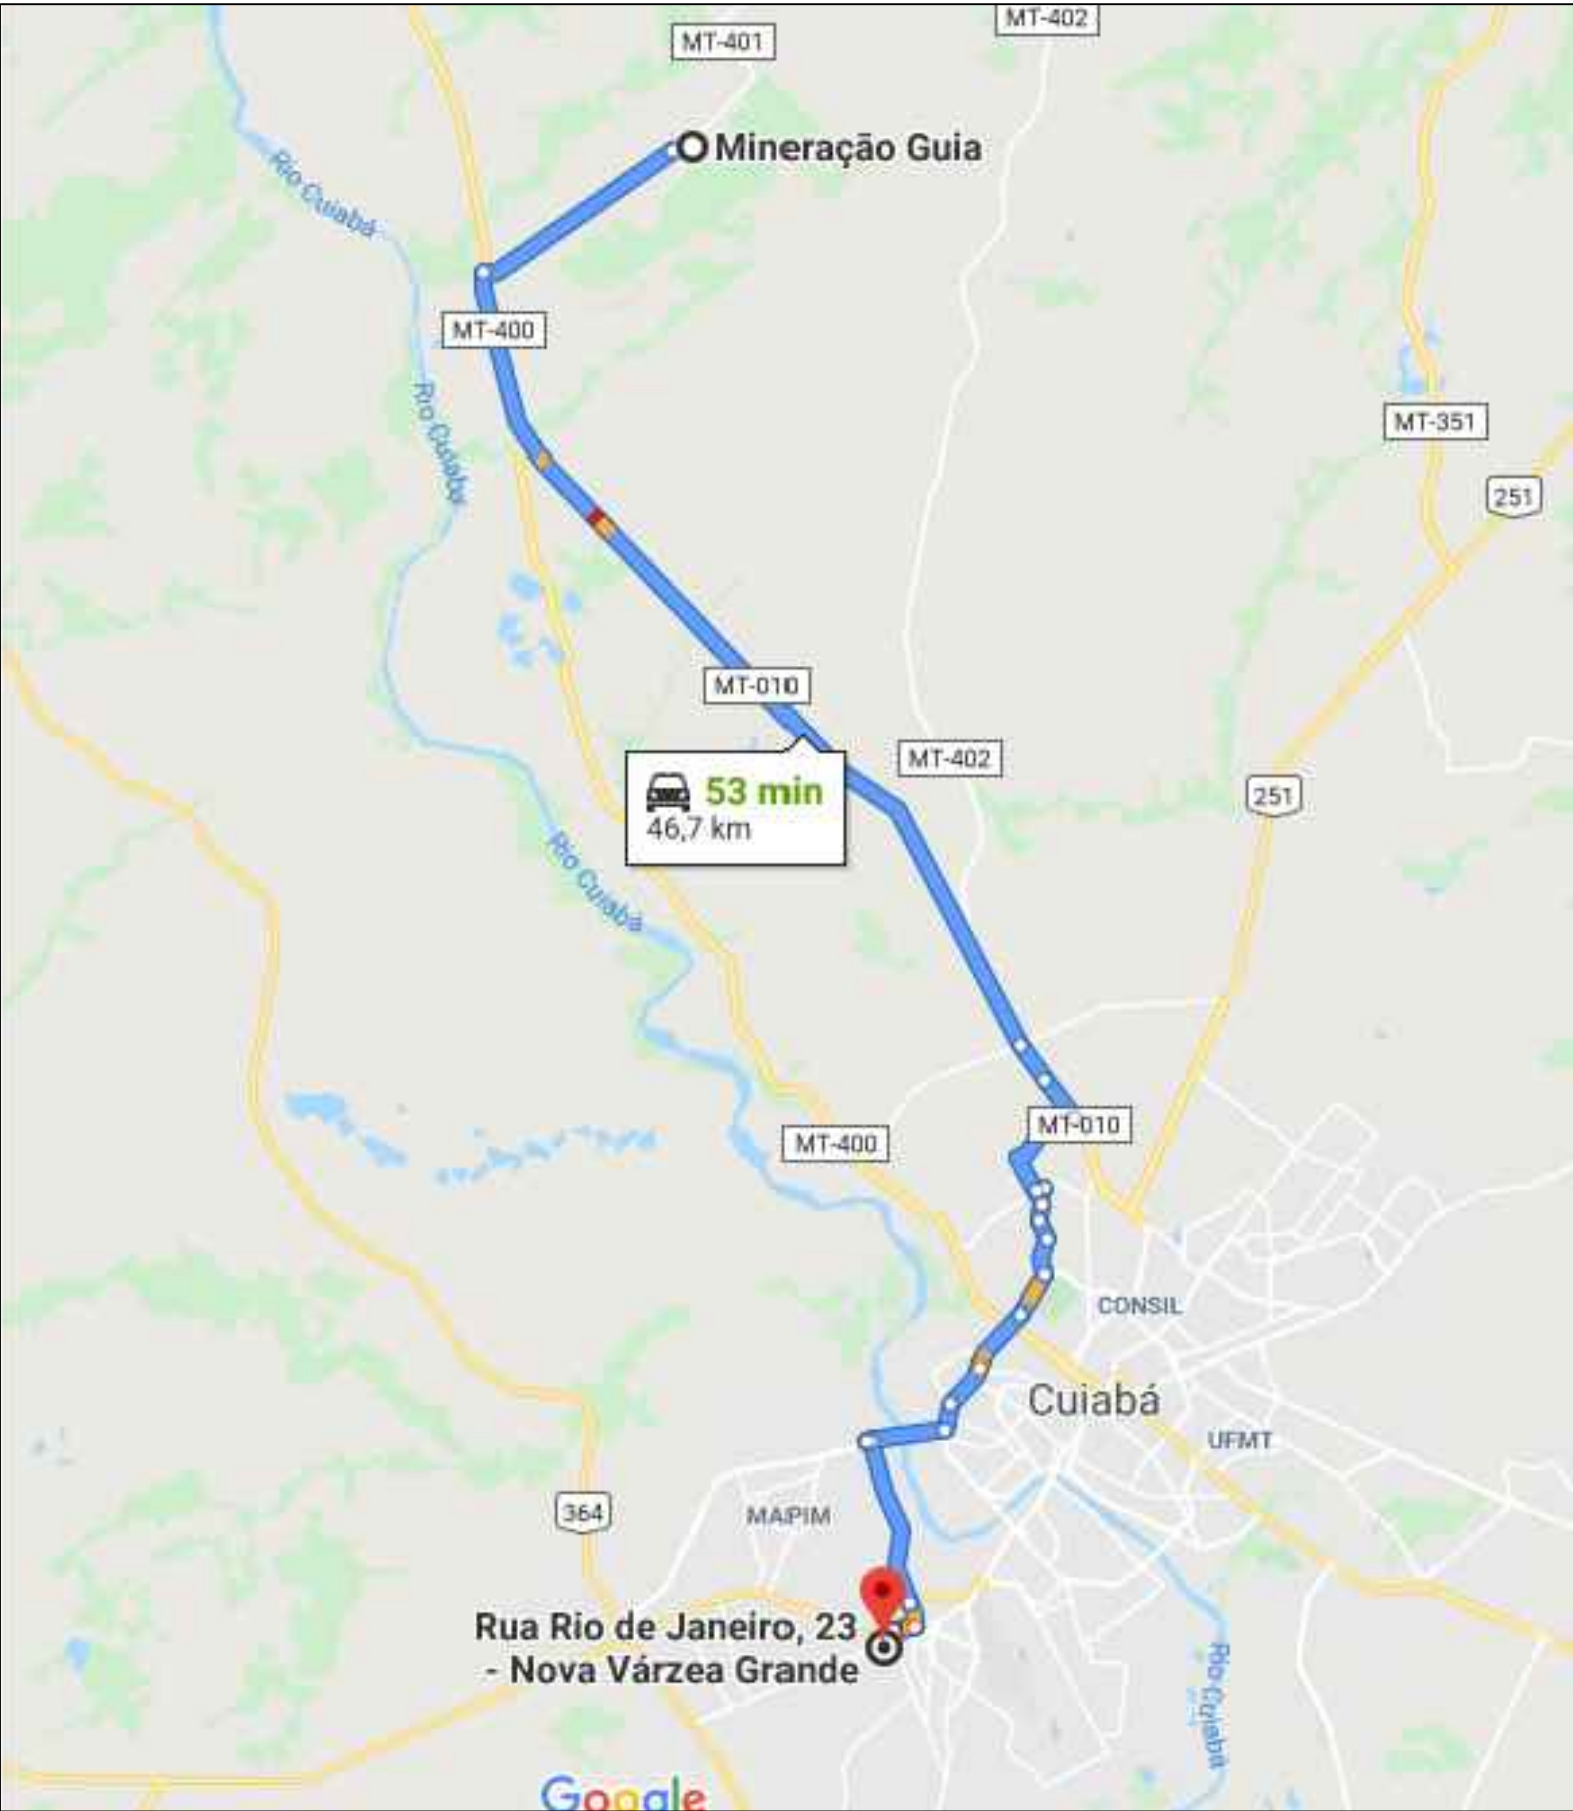 MT-402
MT-401
Mineração Guia
Rio Cuiabá
MT-400
Rio Cuiabá
MT-351
251
MT-010
MT-402
53 min
46,7 km
251
Rio Cuiabá
MT-010
MT-400
CONSIL
Cuiabá
UFMT
364
MAPIM
Rua Rio de Janeiro, 23
- Nova Várzea Grande
Rio Cuiabá
Google